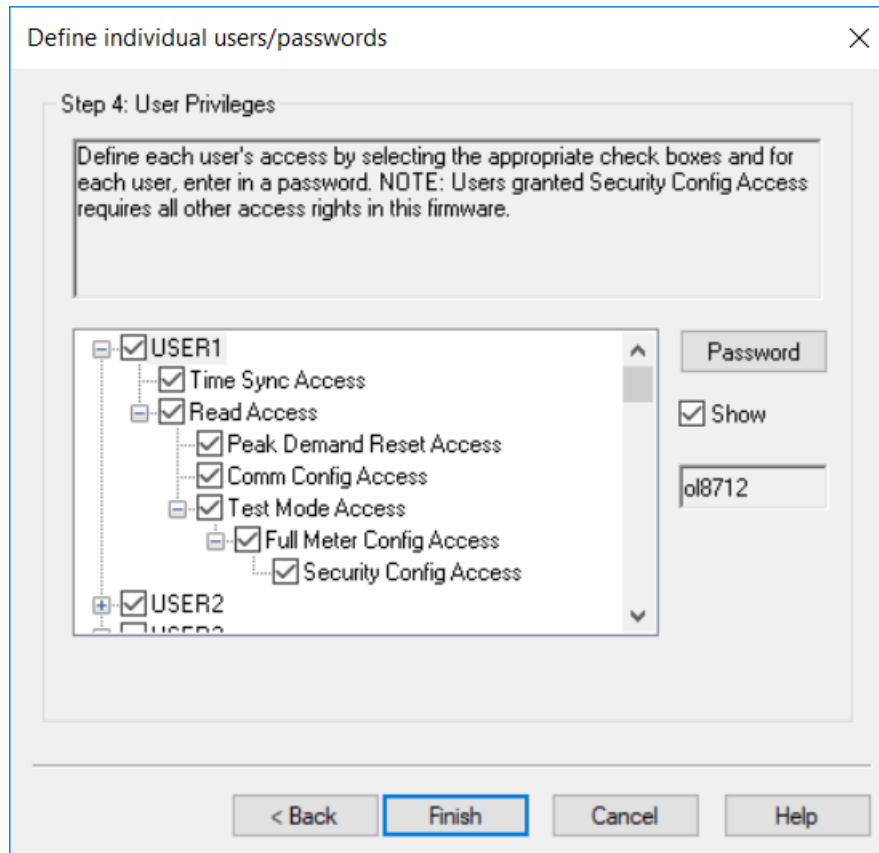 Define individual users/passwords
Step 4: User Privileges
Define each user's access by selecting the appropriate check boxes and for
each user, enter in a password. NOTE: Users granted Security Config Access
requires all other access rights in this firmware.
USER1
Time Sync Access
Read Access
Peak Demand Reset Access
Comm Config Access
Test Mode Access
Full Meter Config Access
Security Config Access
USER2
Password
Show
ol8712
< Back
Finish
Cancel
Help